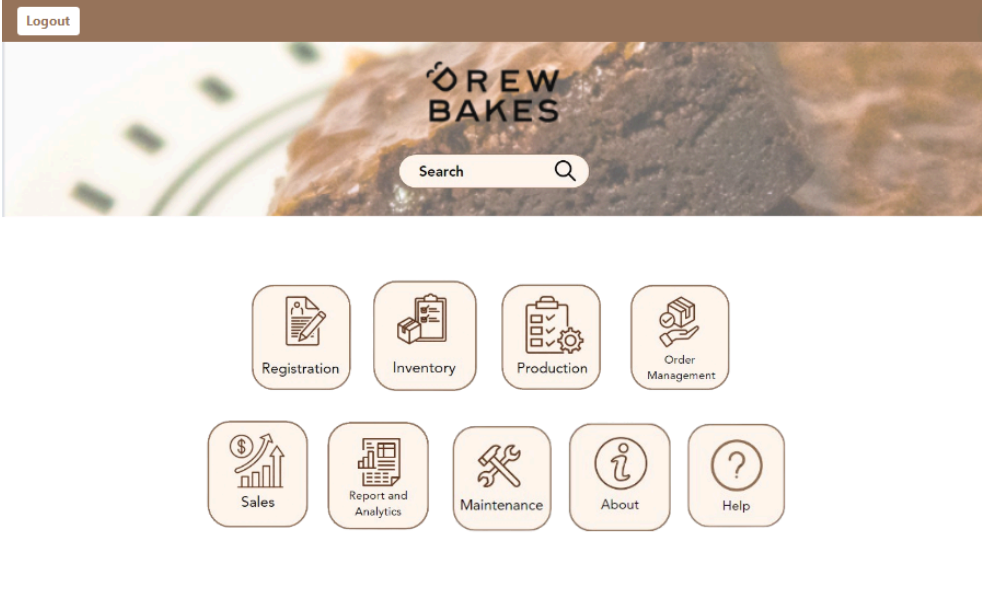 Logout
DREW
BAKES
Search
Registration
Inventory
Production
Order
Management
Sales
Report and
Analytics
Maintenance
About
Help